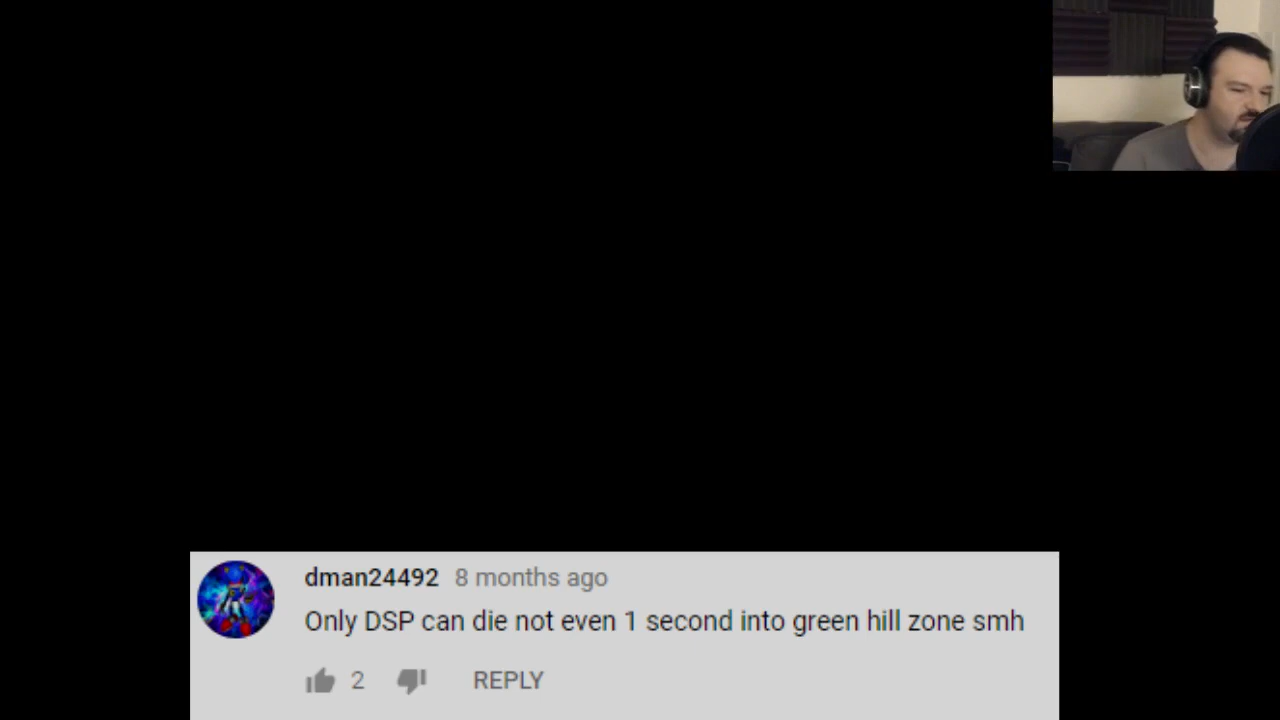 dman24492 8 months ago
Only DSP can die not even 1 second into green hill zone smh
2 REPLY